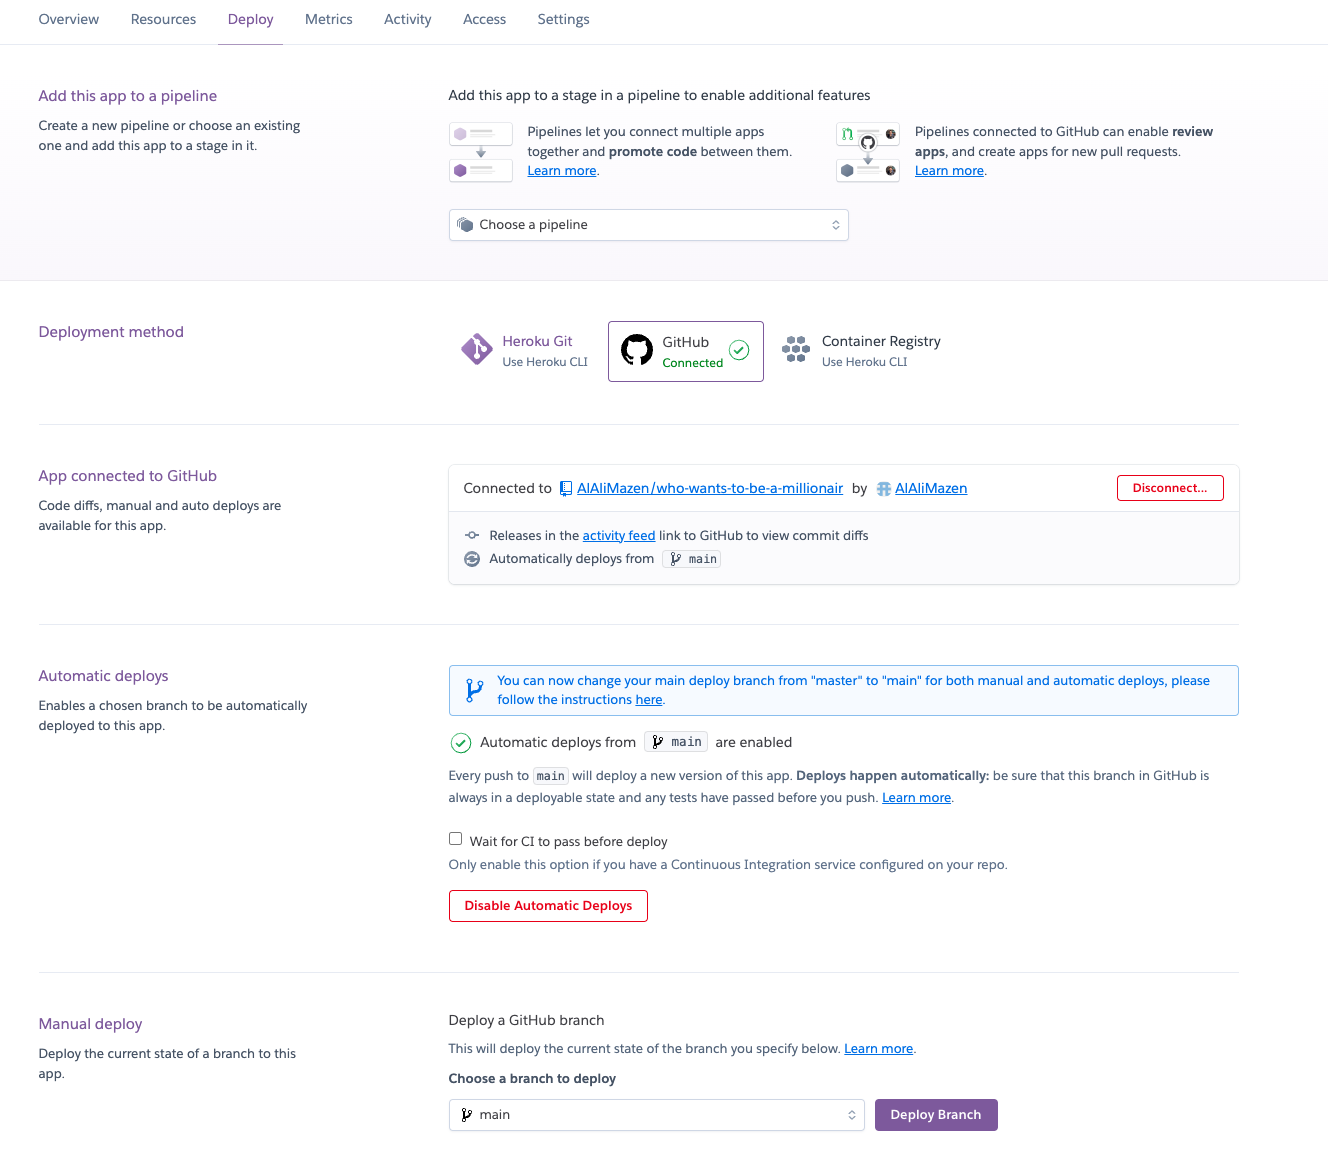 Overview Resources Deploy Metrics Activity Access Settings
Add this app to a pipeline
Create a new pipeline or choose an existing
one and add this app to a stage in it.
Add this app to a stage in a pipeline to enable additional features
Pipelines let you connect multiple apps
together and promote code between them.
Learn more.
Pipelines connected to GitHub can enable review
apps, and create apps for new pull requests.
Learn more.
Choose a pipeline
Deployment method
Heroku Git
Use Heroku CLI
GitHub
Connected
Container Registry
Use Heroku CLI
App connected to GitHub
Code diffs, manual and auto deploys are
available for this app.
Connected to AlAliMazen/who-wants-to-be-a-millionair by AlAliMazen
Disconnect...
Releases in the activity feed link to GitHub to view commit diffs
Automatically deploys from main
Automatic deploys
Enables a chosen branch to be automatically
deployed to this app.
You can now change your main deploy branch from "master" to "main" for both manual and automatic deploys, please
follow the instructions here.
Automatic deploys from main are enabled
Every push to main will deploy a new version of this app. Deploys happen automatically: be sure that this branch in GitHub is
always in a deployable state and any tests have passed before you push. Learn more.
Wait for CI to pass before deploy
Only enable this option if you have a Continuous Integration service configured on your repo.
Disable Automatic Deploys
Manual deploy
Deploy the current state of a branch to this
app.
Deploy a GitHub branch
This will deploy the current state of the branch you specify below. Learn more.
Choose a branch to deploy
main
Deploy Branch